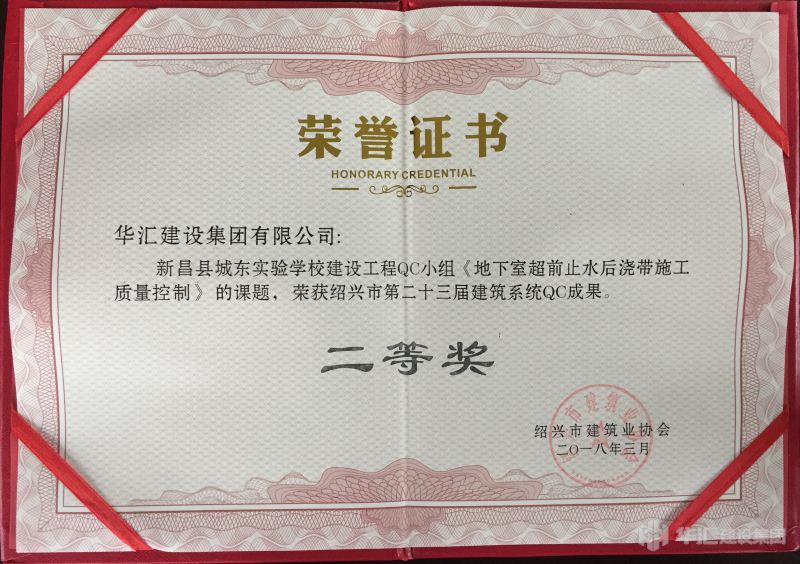 荣誉证书
HONORARY CREDENTIAL
华汇建设集团有限公司:
新昌县城东实验学校建设工程QC小组《地下室超前止水后浇带施工
质量控制》的课题，荣获绍兴市第二十三届建筑系统QC成果。
二等奖
绍兴市建筑业协会
二〇一八年三月
华汇建设集团